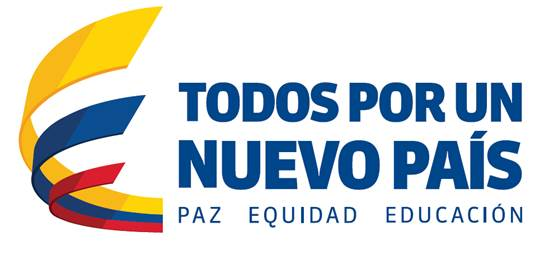 TODOS POR UN
NUEVO PAÍS
PAZ EQUIDAD EDUCACIÓN